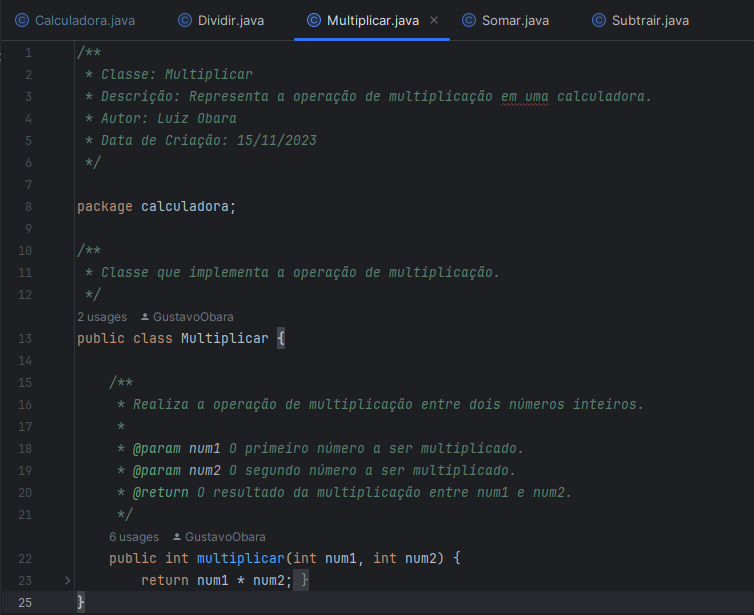 Calculadora.java Dividir.java Multiplicar.java Somar.java Subtrair.java
1 /**
2 * Classe: Multiplicar
3 * Descrição: Representa a operação de multiplicação em uma calculadora.
4 * Autor: Luiz Obara
5 * Data de Criação: 15/11/2023
6 */
7
8 package calculadora;
9
10 /**
11 * Classe que implementa a operação de multiplicação.
12 */
2 usages GustavoObara
13 public class Multiplicar {
14
15 /**
16 * Realiza a operação de multiplicação entre dois números inteiros.
17 *
18 * @param num1 O primeiro número a ser multiplicado.
19 * @param num2 O segundo número a ser multiplicado.
20 * @return O resultado da multiplicação entre num1 e num2.
21 */
6 usages GustavoObara
22 public int multiplicar(int num1, int num2) {
23 return num1 * num2; }
25 }